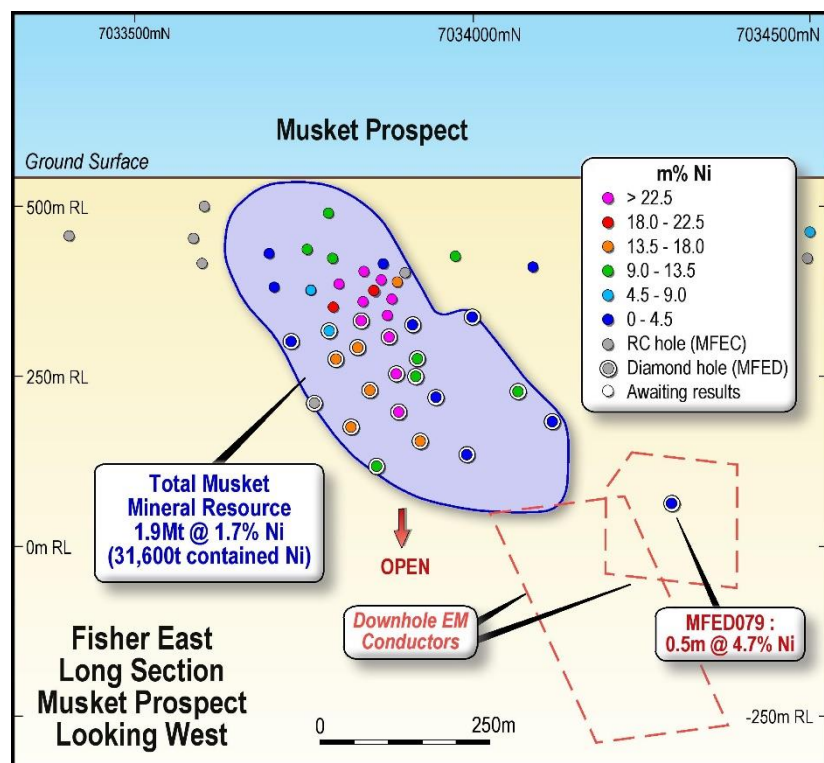 7033500mN
7034000mN
7034500mN
Musket Prospect
Ground Surface
500m RL
250m RL
0m RL
-250m RL
m% Ni
> 22.5
18.0 - 22.5
13.5 - 18.0
9.0 - 13.5
4.5 - 9.0
0 - 4.5
RC hole (MFEC)
Diamond hole (MFED)
Awaiting results
Total Musket
Mineral Resource
1.9Mt @ 1.7% Ni
(31,600t contained Ni)
OPEN
Downhole EM
Conductors
MFED079 :
0.5m @ 4.7% Ni
Fisher East
Long Section
Musket Prospect
Looking West
0
250m